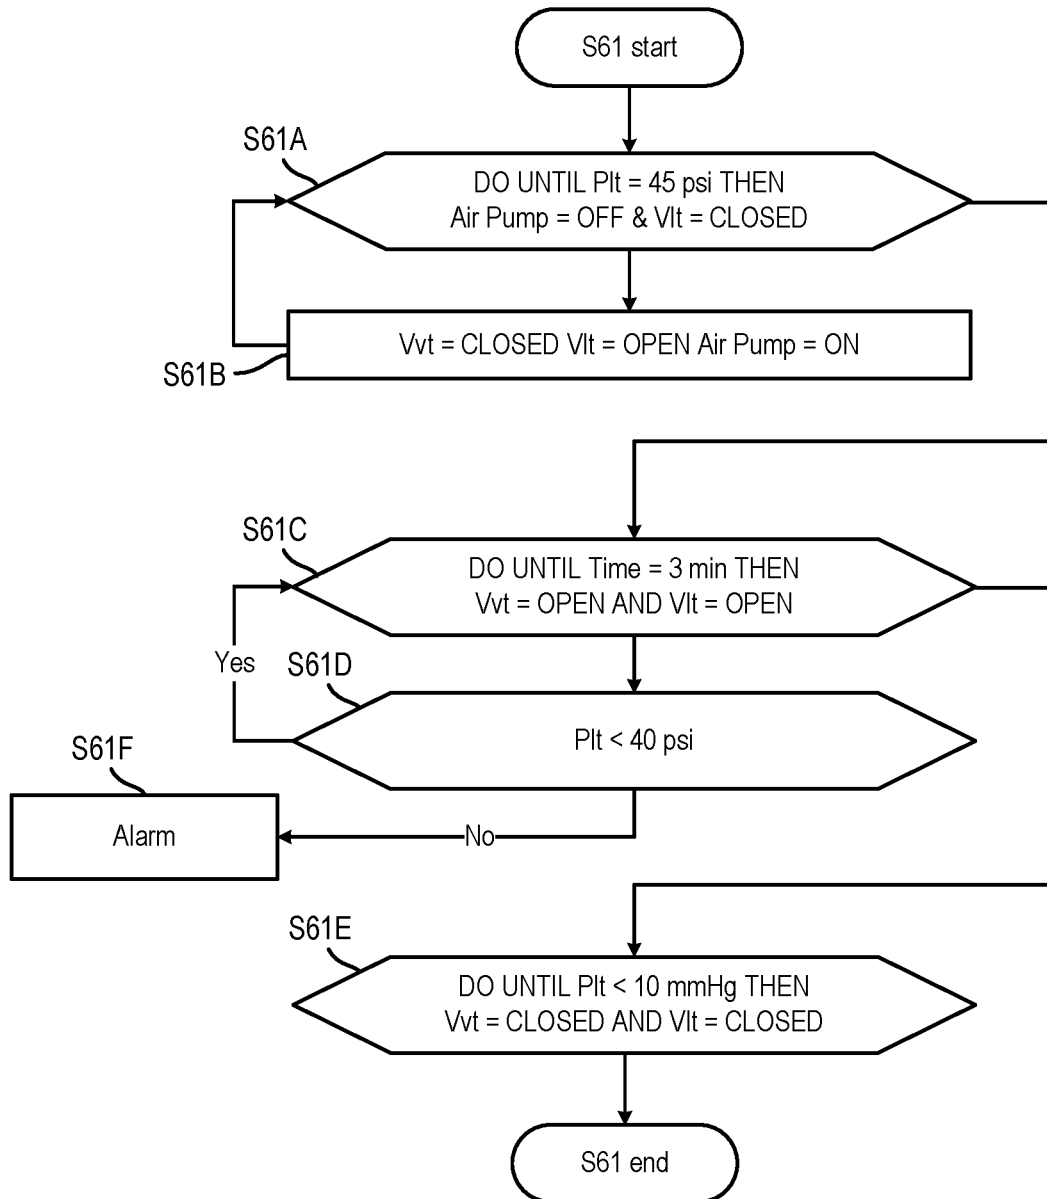 S61 start
S61A
DO UNTIL Plt = 45 psi THEN
Air Pump = OFF & Vlt = CLOSED
Vvt = CLOSED Vlt = OPEN Air Pump = ON
S61B
S61C
DO UNTIL Time = 3 min THEN
Vvt = OPEN AND Vlt = OPEN
Yes
S61D
Plt < 40 psi
S61F
Alarm
No
S61E
DO UNTIL Plt < 10 mmHg THEN
Vvt = CLOSED AND Vlt = CLOSED
S61 end